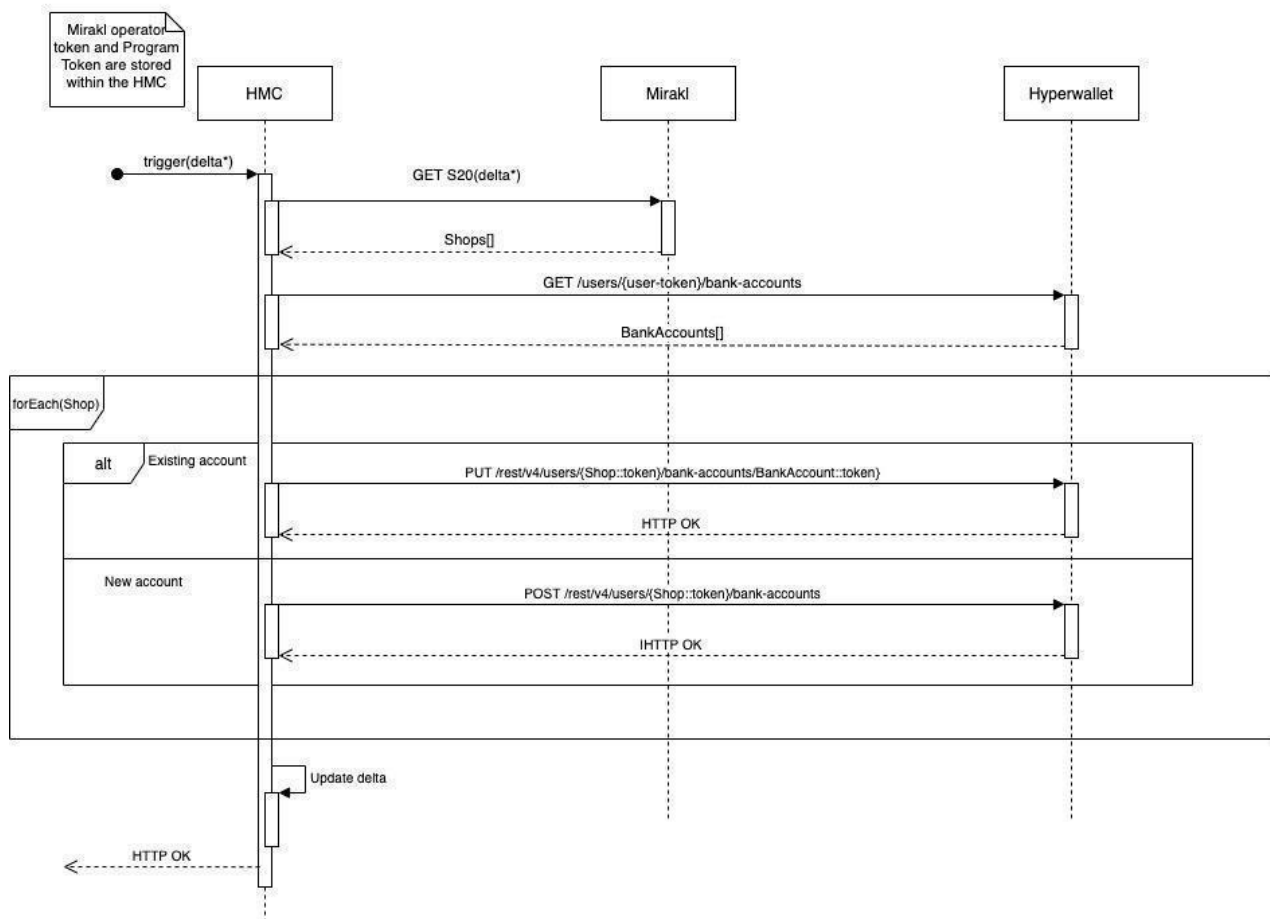 Mirakl operator
token and Program
Token are stored
within the HMC
HMC
Mirakl
Hyperwallet
trigger(delta*)
GET S20(delta*)
Shops[]
GET /users/{user-token}/bank-accounts
BankAccounts[]
forEach(Shop)
alt
Existing account
PUT /rest/v4/users/{Shop::token}/bank-accounts/BankAccount::token}
HTTP OK
New account
POST /rest/v4/users/{Shop::token}/bank-accounts
IHTTP OK
Update delta
HTTP OK